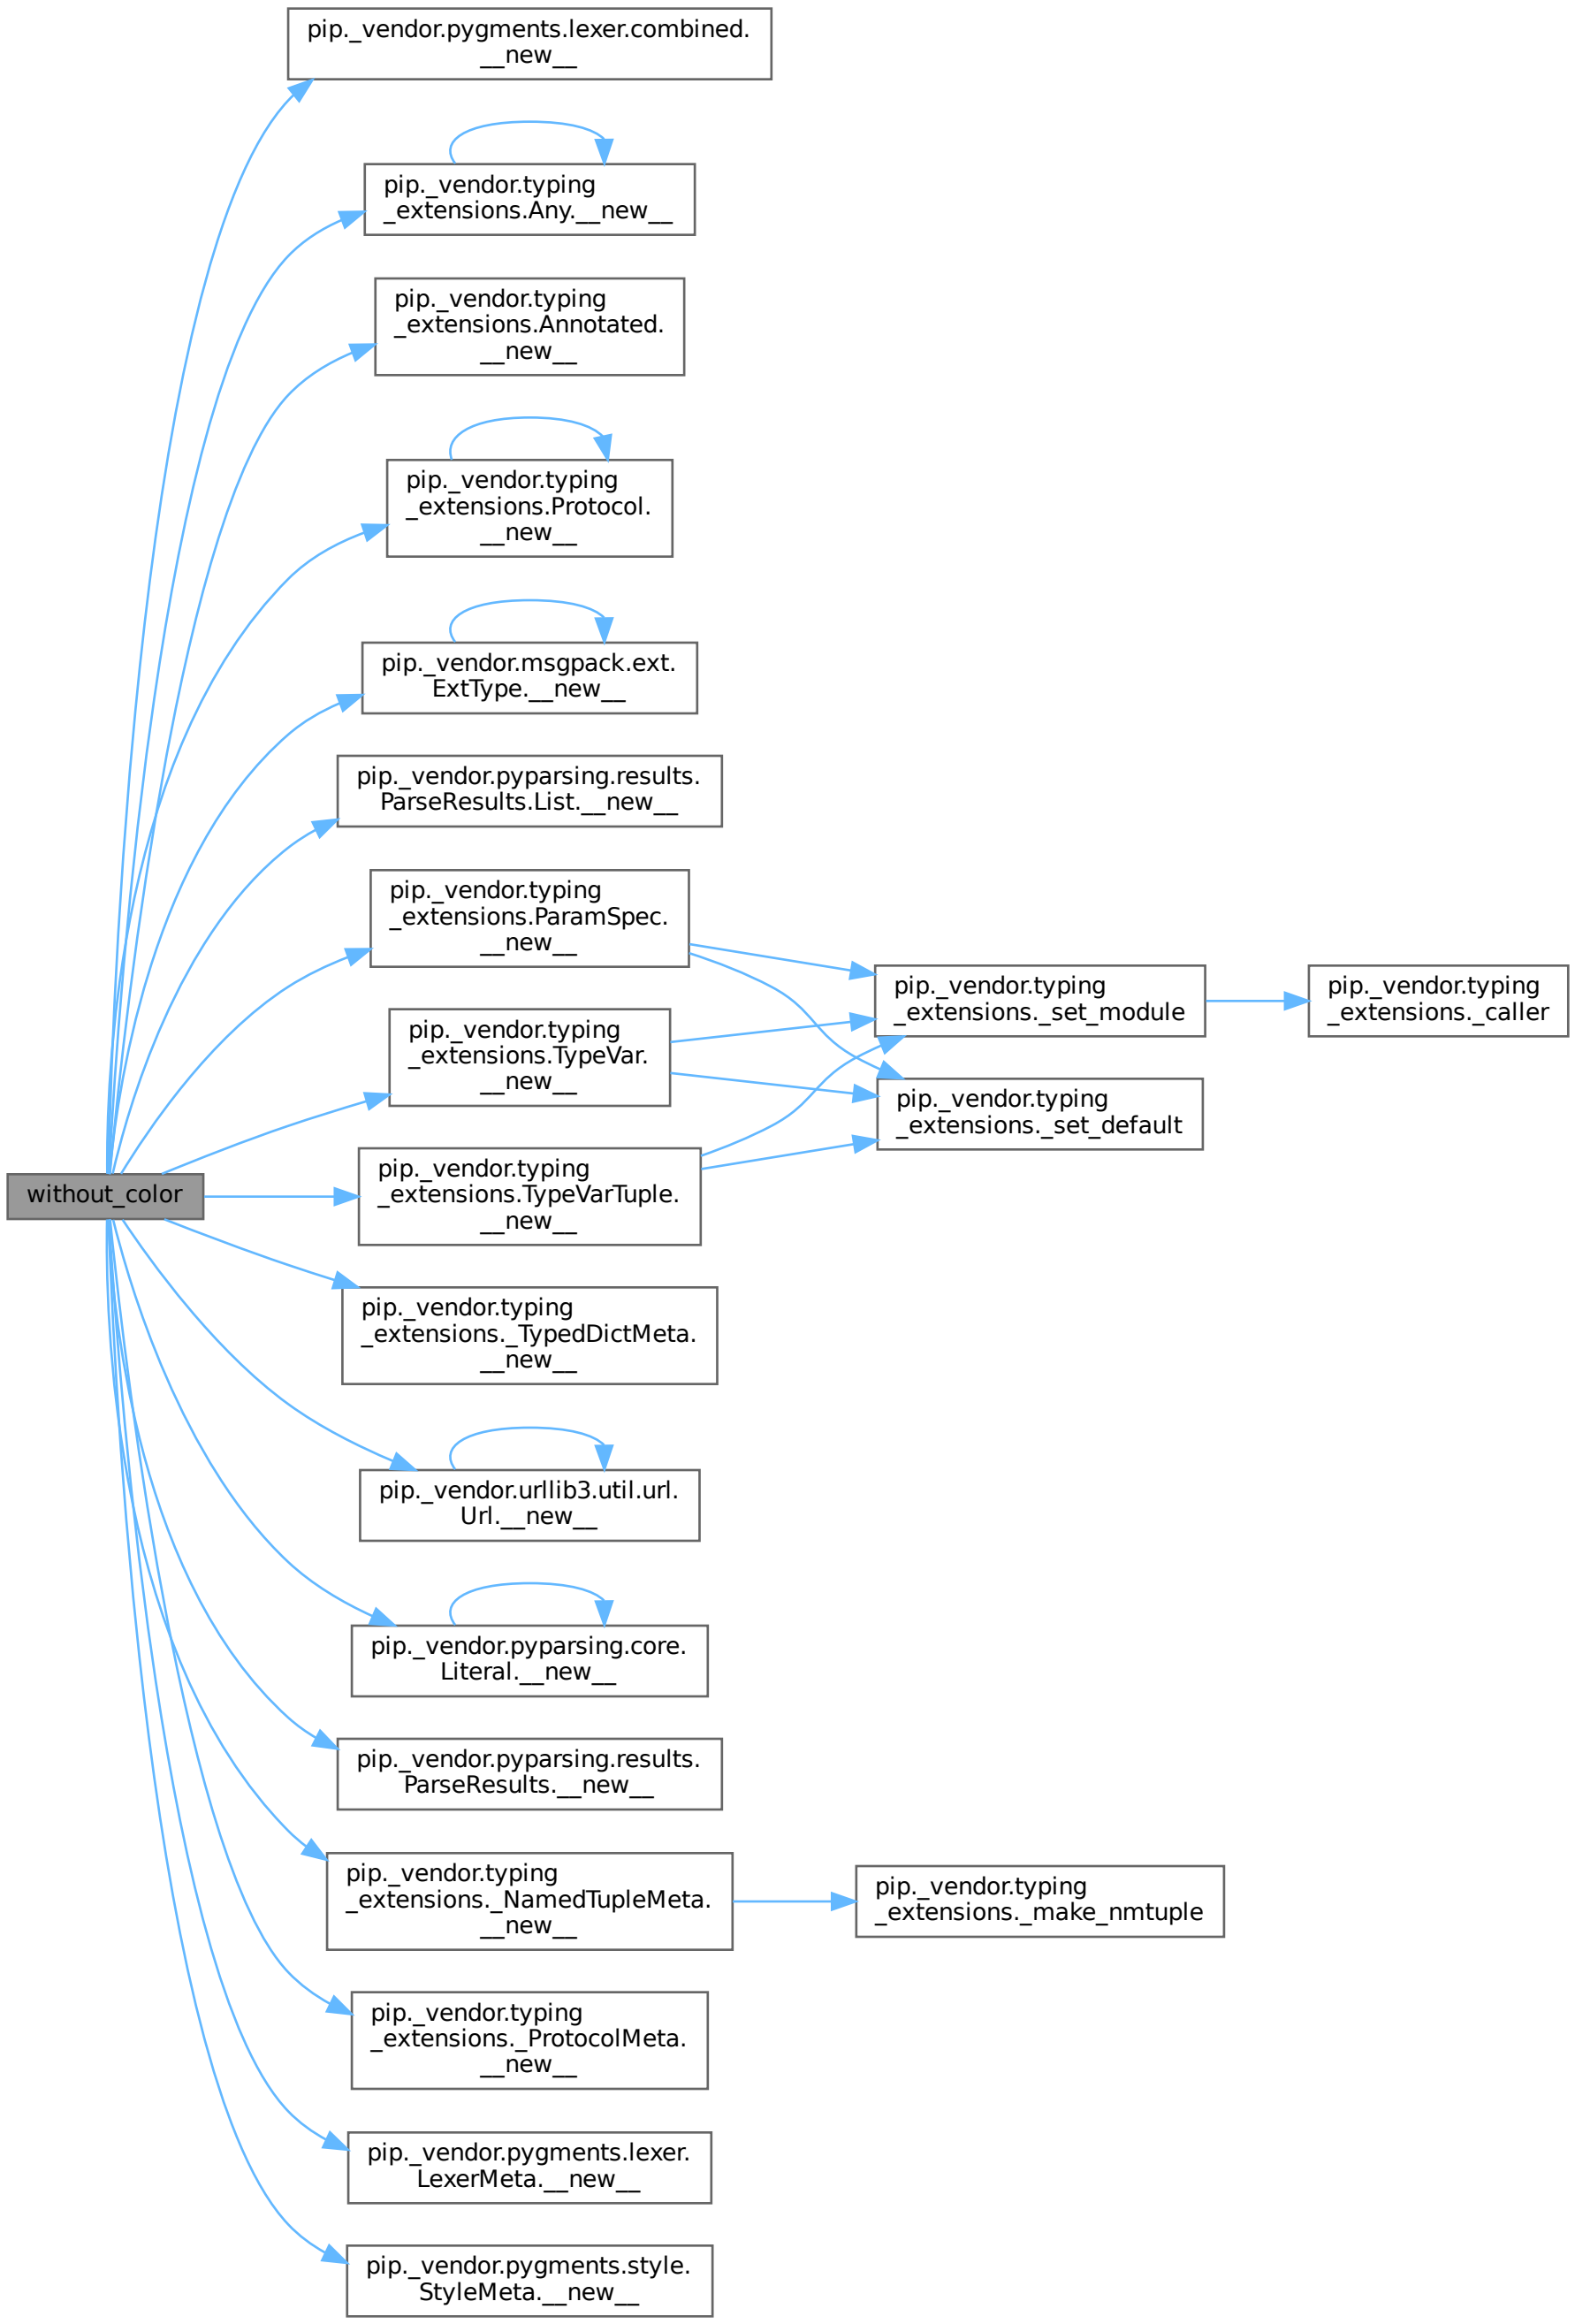 pip._vendor.pygments.lexer.combined.
__new__
pip._vendor.typing
_extensions.Any.__new__
pip._vendor.typing
_extensions.Annotated.
__new__
pip._vendor.typing
_extensions.Protocol.
__new__
pip._vendor.msgpack.ext.
ExtType.__new__
pip._vendor.pyparsing.results.
ParseResults.List.__new__
pip._vendor.typing
_extensions.ParamSpec.
__new__
pip._vendor.typing
_extensions._set_module
pip._vendor.typing
_extensions._caller
pip._vendor.typing
_extensions.TypeVar.
__new__
pip._vendor.typing
_extensions._set_default
without_color
pip._vendor.typing
_extensions.TypeVarTuple.
__new__
pip._vendor.typing
_extensions._TypedDictMeta.
__new__
pip._vendor.urllib3.util.url.
Url.__new__
pip._vendor.pyparsing.core.
Literal.__new__
pip._vendor.pyparsing.results.
ParseResults.__new__
pip._vendor.typing
_extensions._NamedTupleMeta.
__new__
pip._vendor.typing
_extensions._make_nmtuple
pip._vendor.typing
_extensions._ProtocolMeta.
__new__
pip._vendor.pygments.lexer.
LexerMeta.__new__
pip._vendor.pygments.style.
StyleMeta.__new__